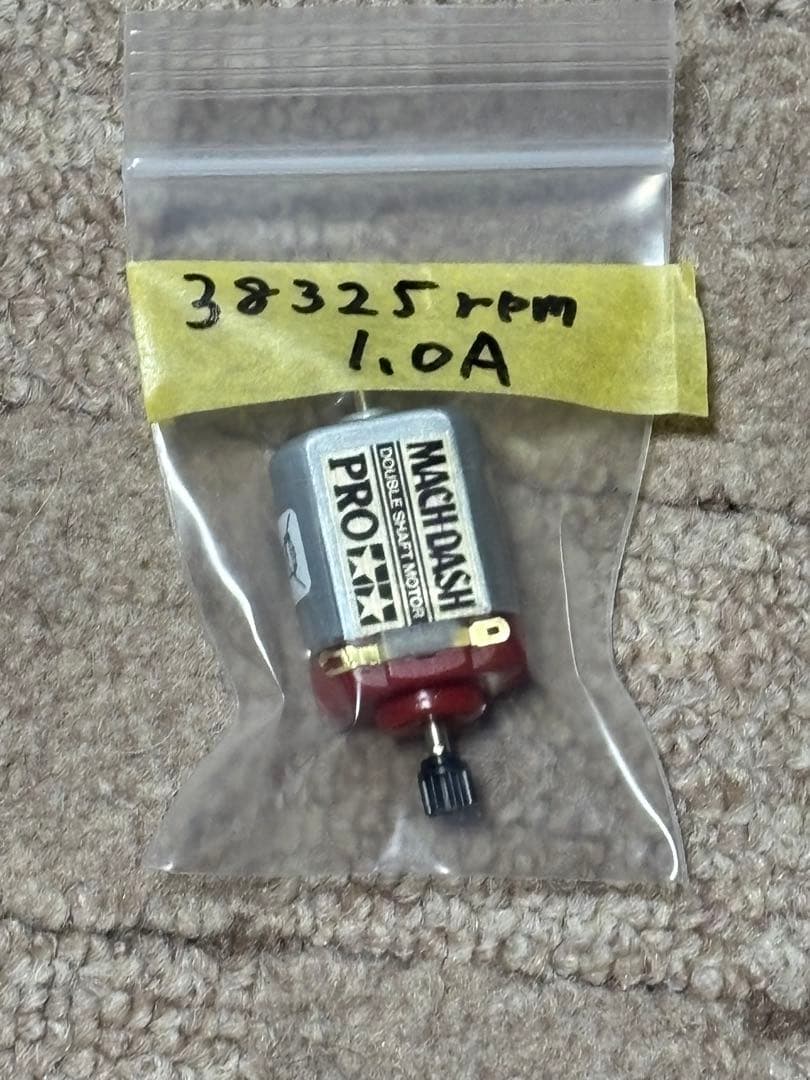 38325 rpm
1.0A
MACH DASH
DOUBLE SHAFT MOTOR
PRO